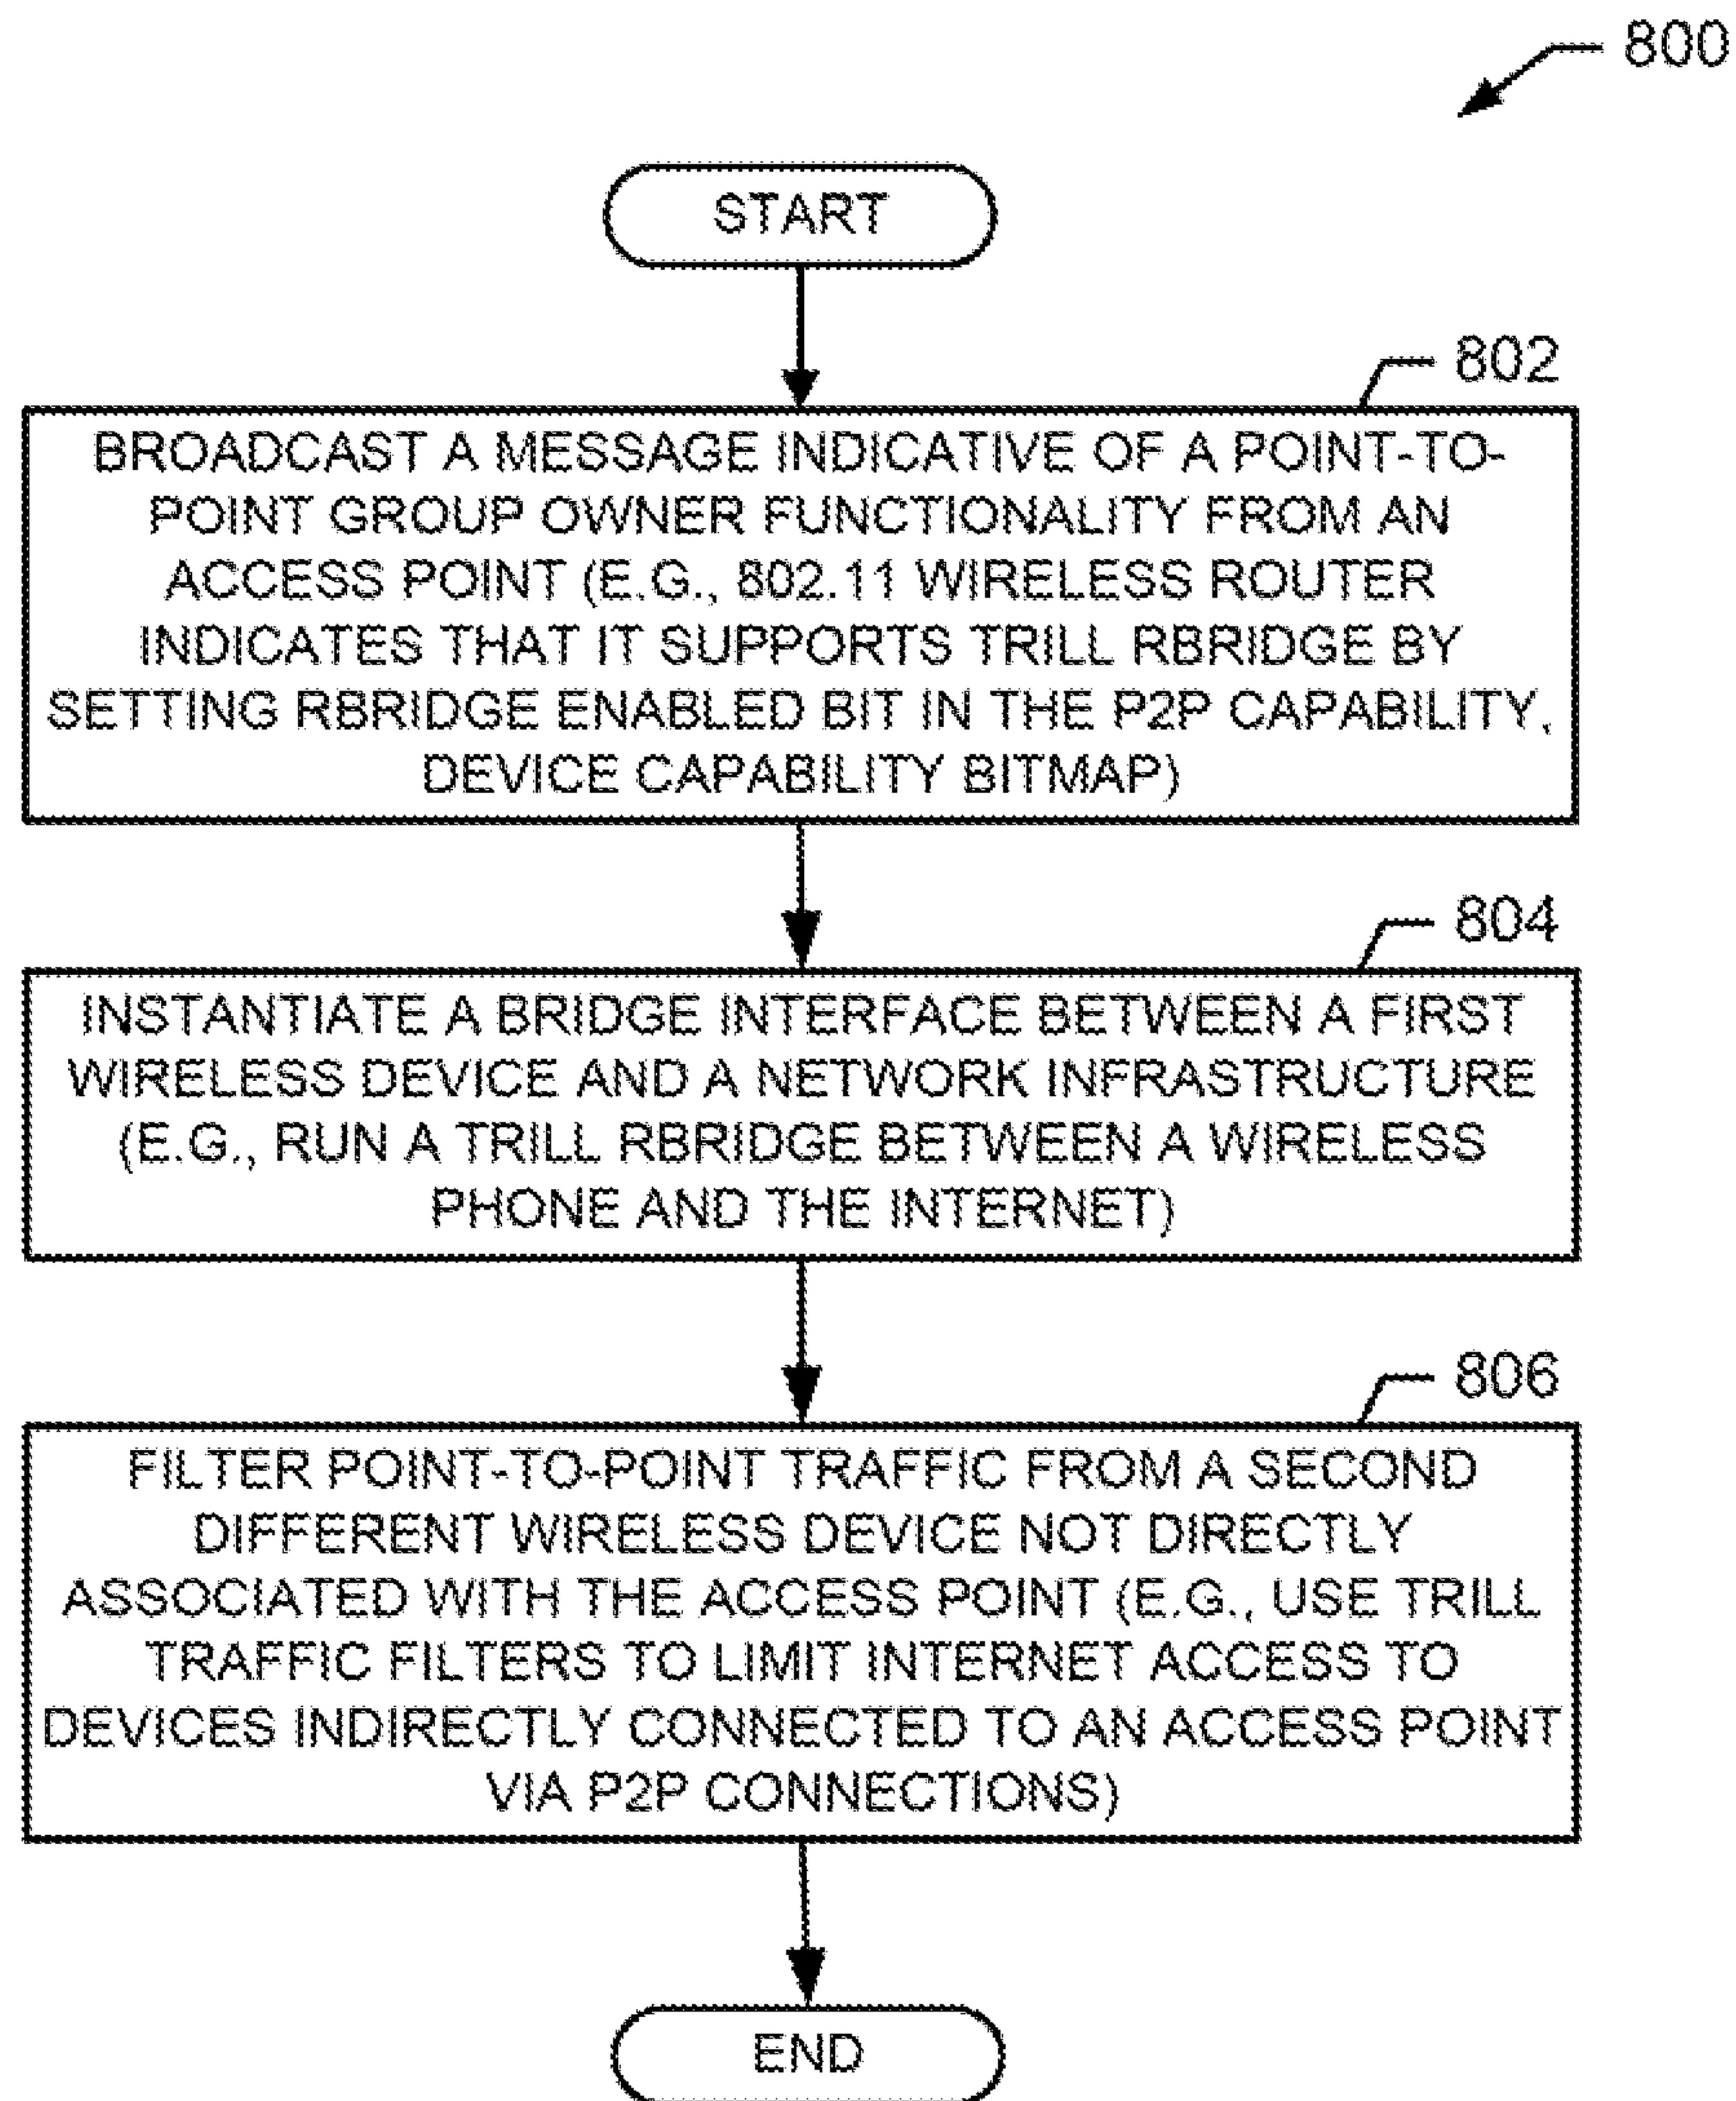 800
START
802
BROADCAST A MESSAGE INDICATIVE OF A POINT-TO-
POINT GROUP OWNER FUNCTIONALITY FROM AN
ACCESS POINT (E.G., 802.11 WIRELESS ROUTER
INDICATES THAT IT SUPPORTS TRILL RBRIDGE BY
SETTING RBRIDGE ENABLED BIT IN THE P2P CAPABILITY,
DEVICE CAPABILITY BITMAP)
804
INSTANTIATE A BRIDGE INTERFACE BETWEEN A FIRST
WIRELESS DEVICE AND A NETWORK INFRASTRUCTURE
(E.G., RUN A TRILL RBRIDGE BETWEEN A WIRELESS
PHONE AND THE INTERNET)
806
FILTER POINT-TO-POINT TRAFFIC FROM A SECOND
DIFFERENT WIRELESS DEVICE NOT DIRECTLY
ASSOCIATED WITH THE ACCESS POINT (E.G., USE TRILL
TRAFFIC FILTERS TO LIMIT INTERNET ACCESS TO
DEVICES INDIRECTLY CONNECTED TO AN ACCESS POINT
VIA P2P CONNECTIONS)
END